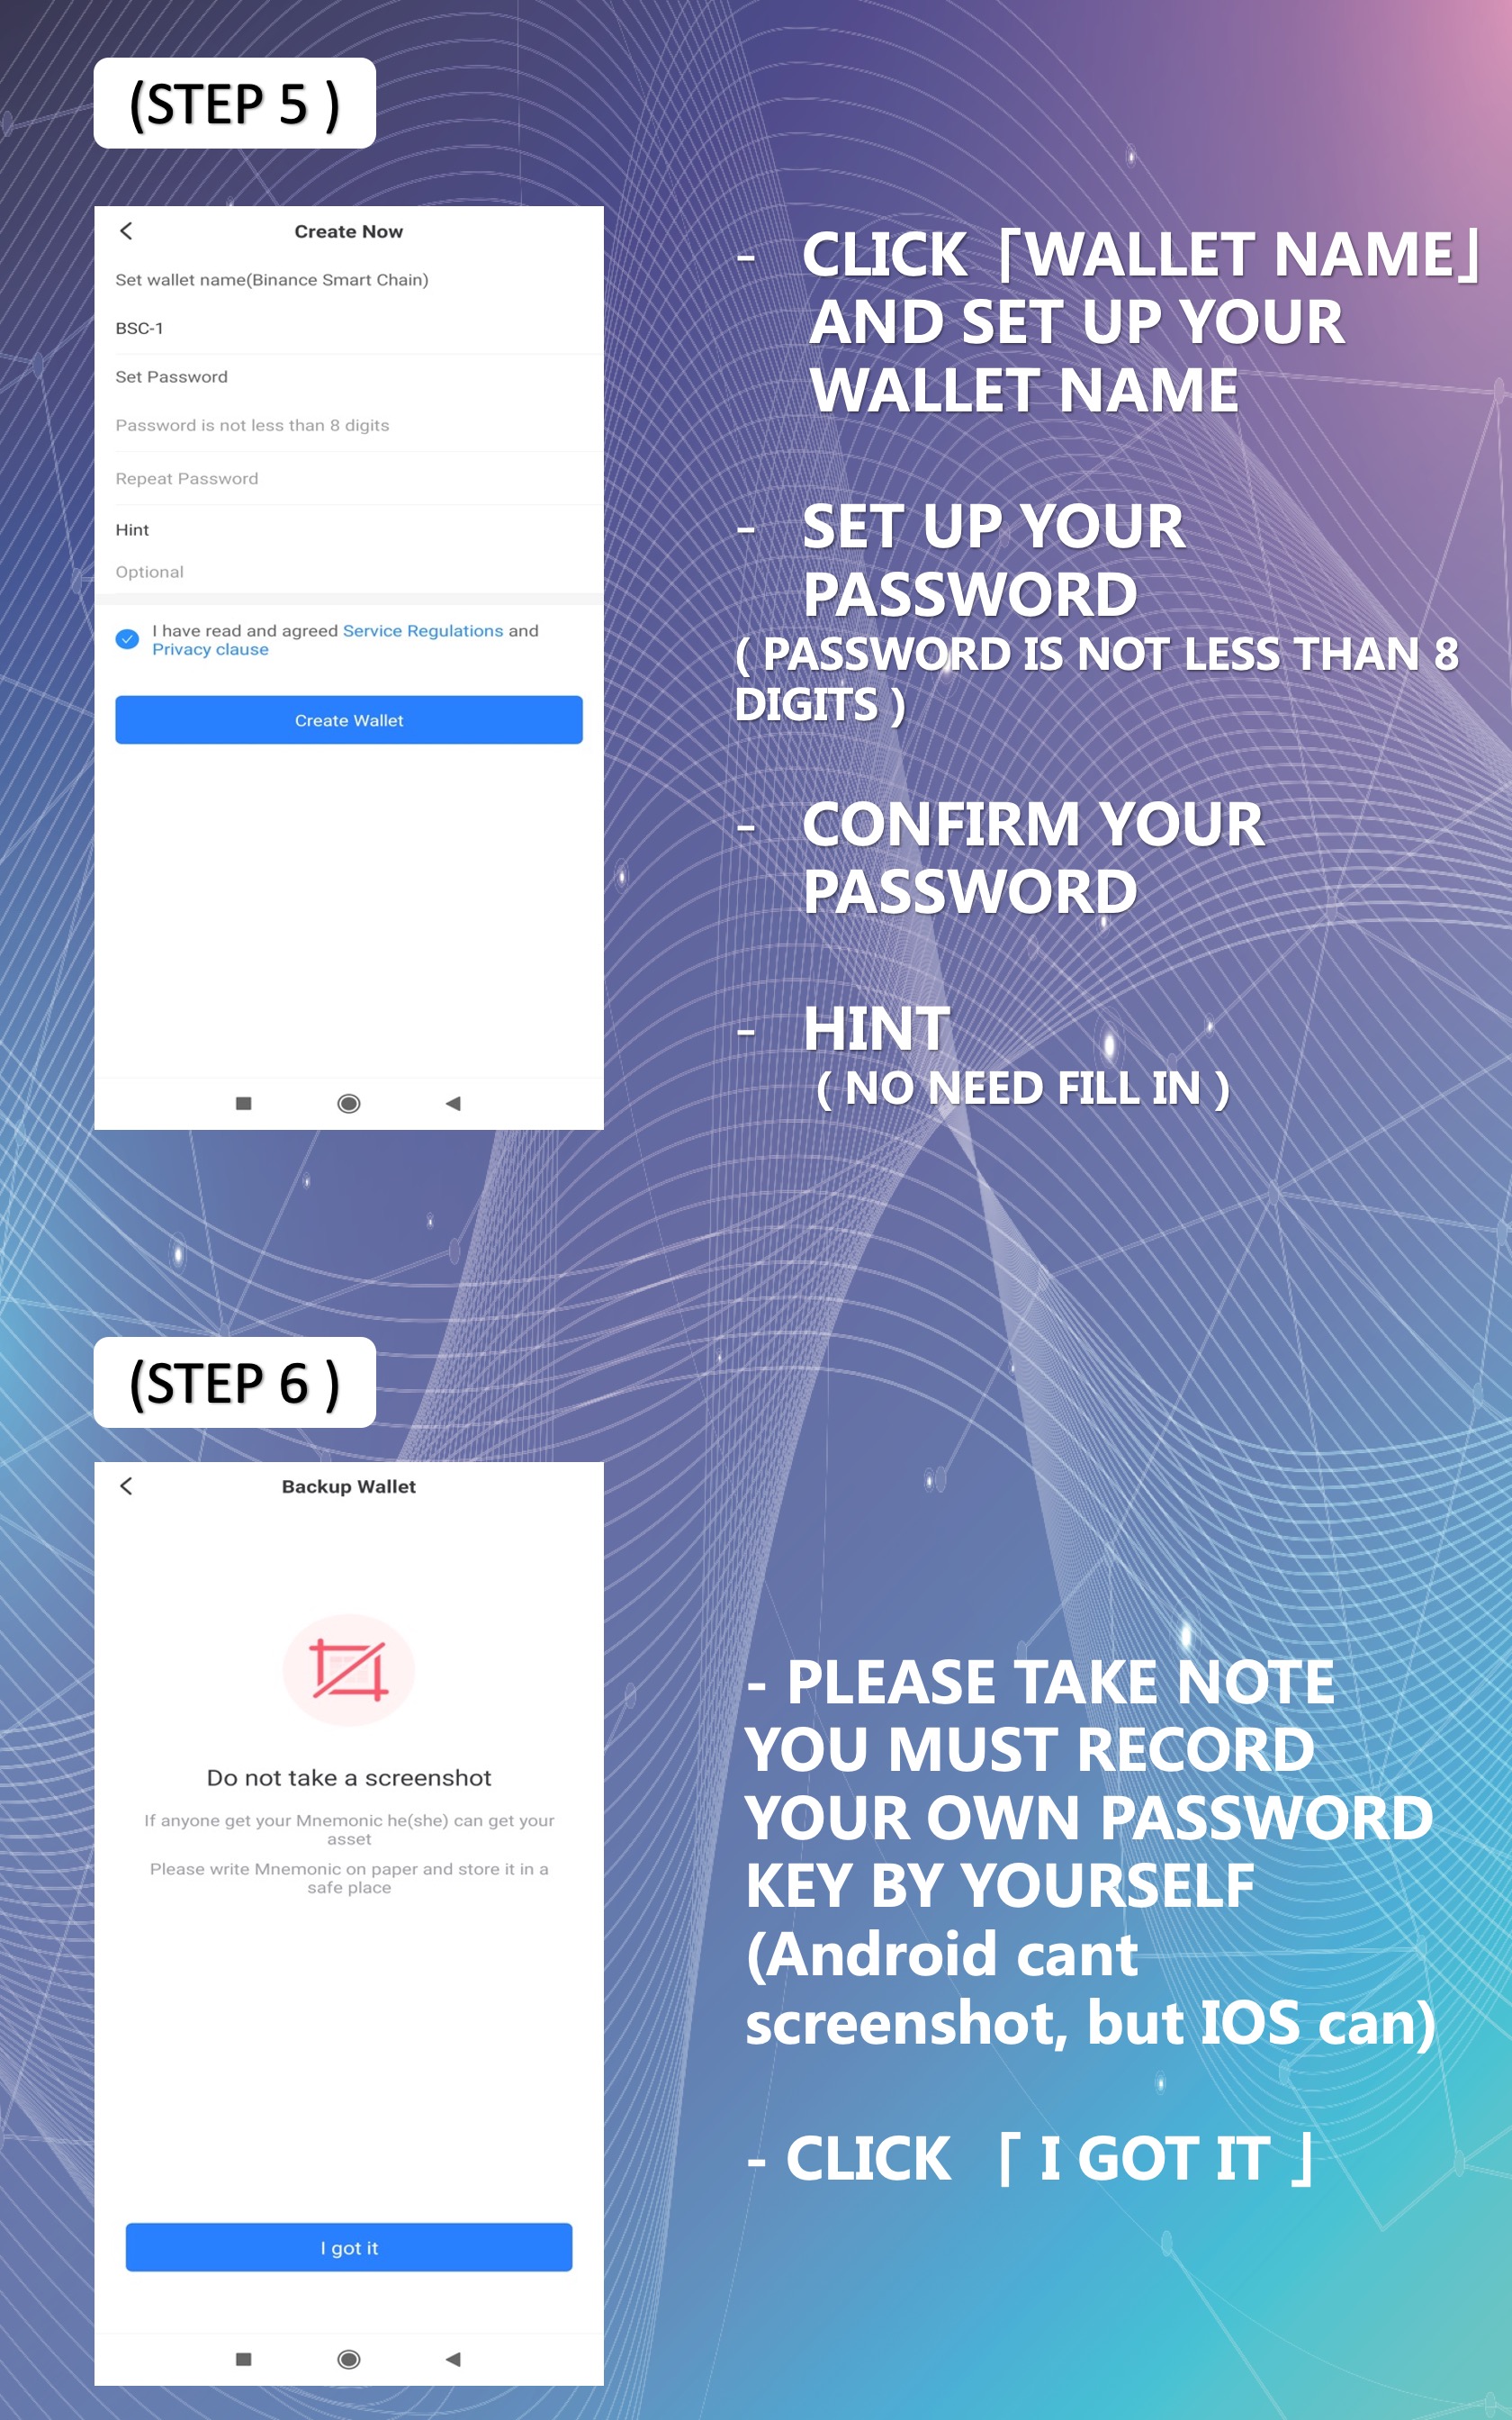 (STEP 5 )
Create Now
Set wallet name(Binance Smart Chain)
BSC-1
Set Password
Password is not less than 8 digits
Repeat Password
Hint
Optional
I have read and agreed Service Regulations and
Privacy clause
Create Wallet
- CLICK「WALLET NAME」
AND SET UP YOUR
WALLET NAME
- SET UP YOUR
PASSWORD
( PASSWORD IS NOT LESS THAN 8
DIGITS )
- CONFIRM YOUR
PASSWORD
- HINT
( NO NEED FILL IN )
(STEP 6 )
Backup Wallet
Do not take a screenshot
If anyone get your Mnemonic he(she) can get your
asset
Please write Mnemonic on paper and store it in a
safe place
I got it
- PLEASE TAKE NOTE
YOU MUST RECORD
YOUR OWN PASSWORD
KEY BY YOURSELF
(Android cant
screenshot, but IOS can)
- CLICK 「 I GOT IT 」